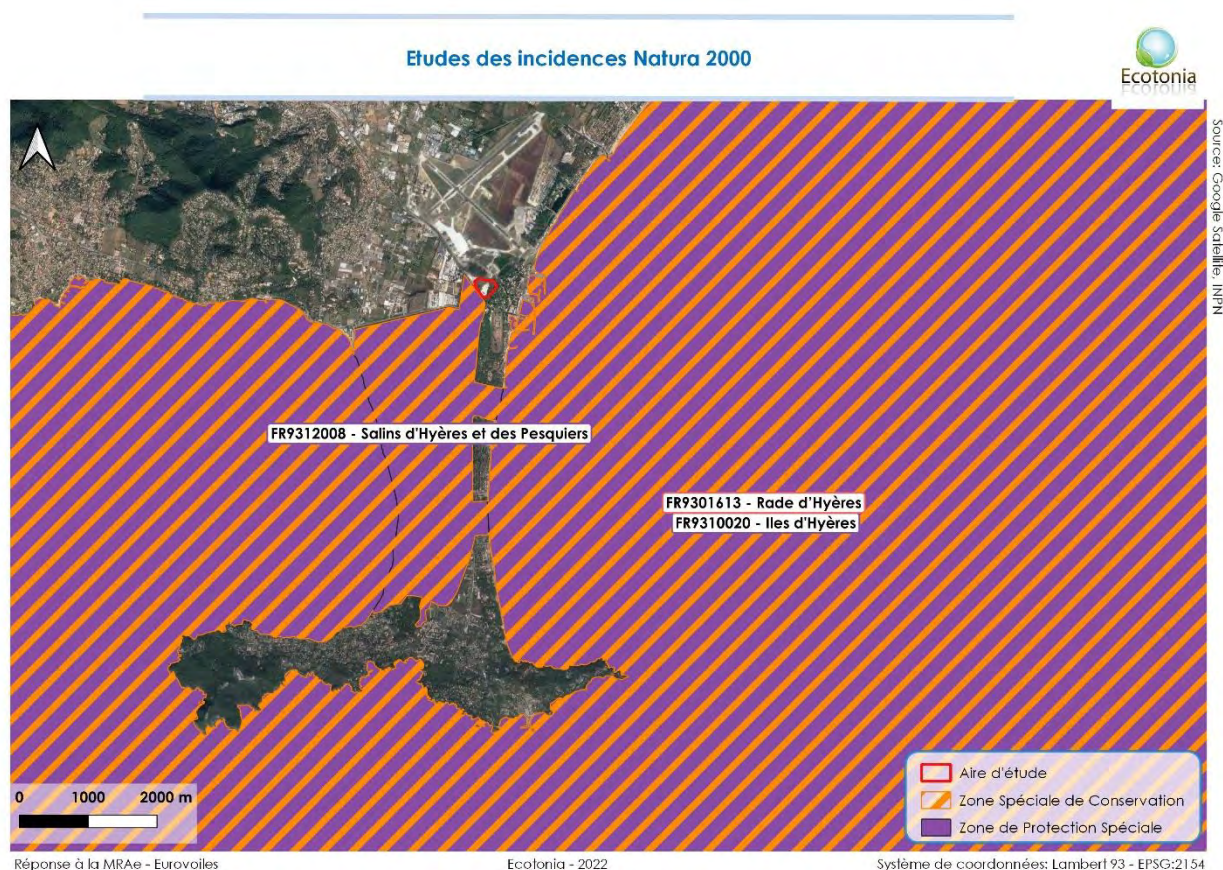 Etudes des incidences Natura 2000
Ecotonia
Source: Google Satellite, INPN
FR9312008 - Salins d'Hyères et des Pesquiers
FR9301613 - Rade d'Hyères
FR9310020 - Iles d'Hyères
0 1000 2000 m
Aire d'étude
Zone Spéciale de Conservation
Zone de Protection Spéciale
Réponse à la MRAe - Eurovoiles
Ecotonia - 2022
Système de coordonnées: Lambert 93 - EPSG:2154